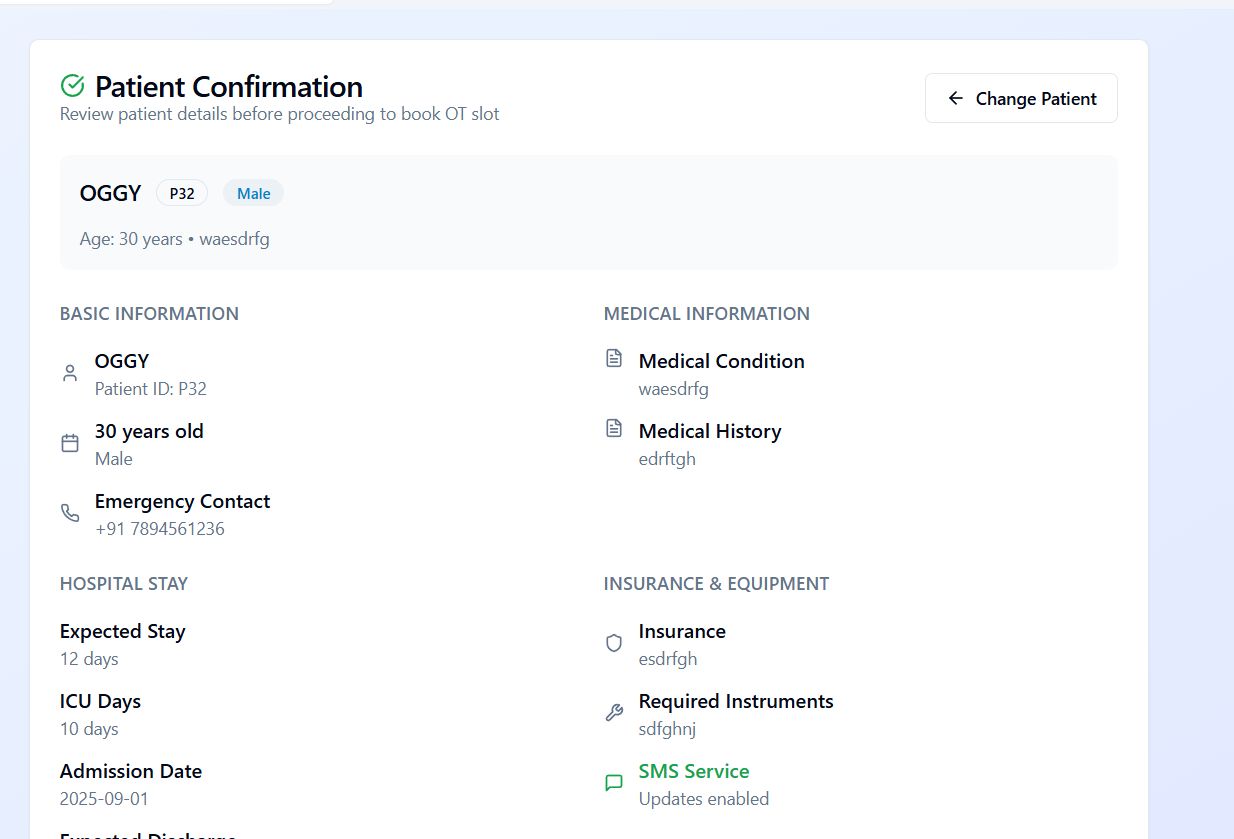 Patient Confirmation
Review patient details before proceeding to book OT slot
Change Patient
OGGY P32 Male
Age: 30 years • waesdrfg
BASIC INFORMATION
OGGY
Patient ID: P32
30 years old
Male
Emergency Contact
+91 7894561236
MEDICAL INFORMATION
Medical Condition
waesdrfg
Medical History
edrftgh
HOSPITAL STAY
Expected Stay
12 days
ICU Days
10 days
Admission Date
2025-09-01
Expected Discharge
INSURANCE & EQUIPMENT
Insurance
esdrfgh
Required Instruments
sdfghnj
SMS Service
Updates enabled